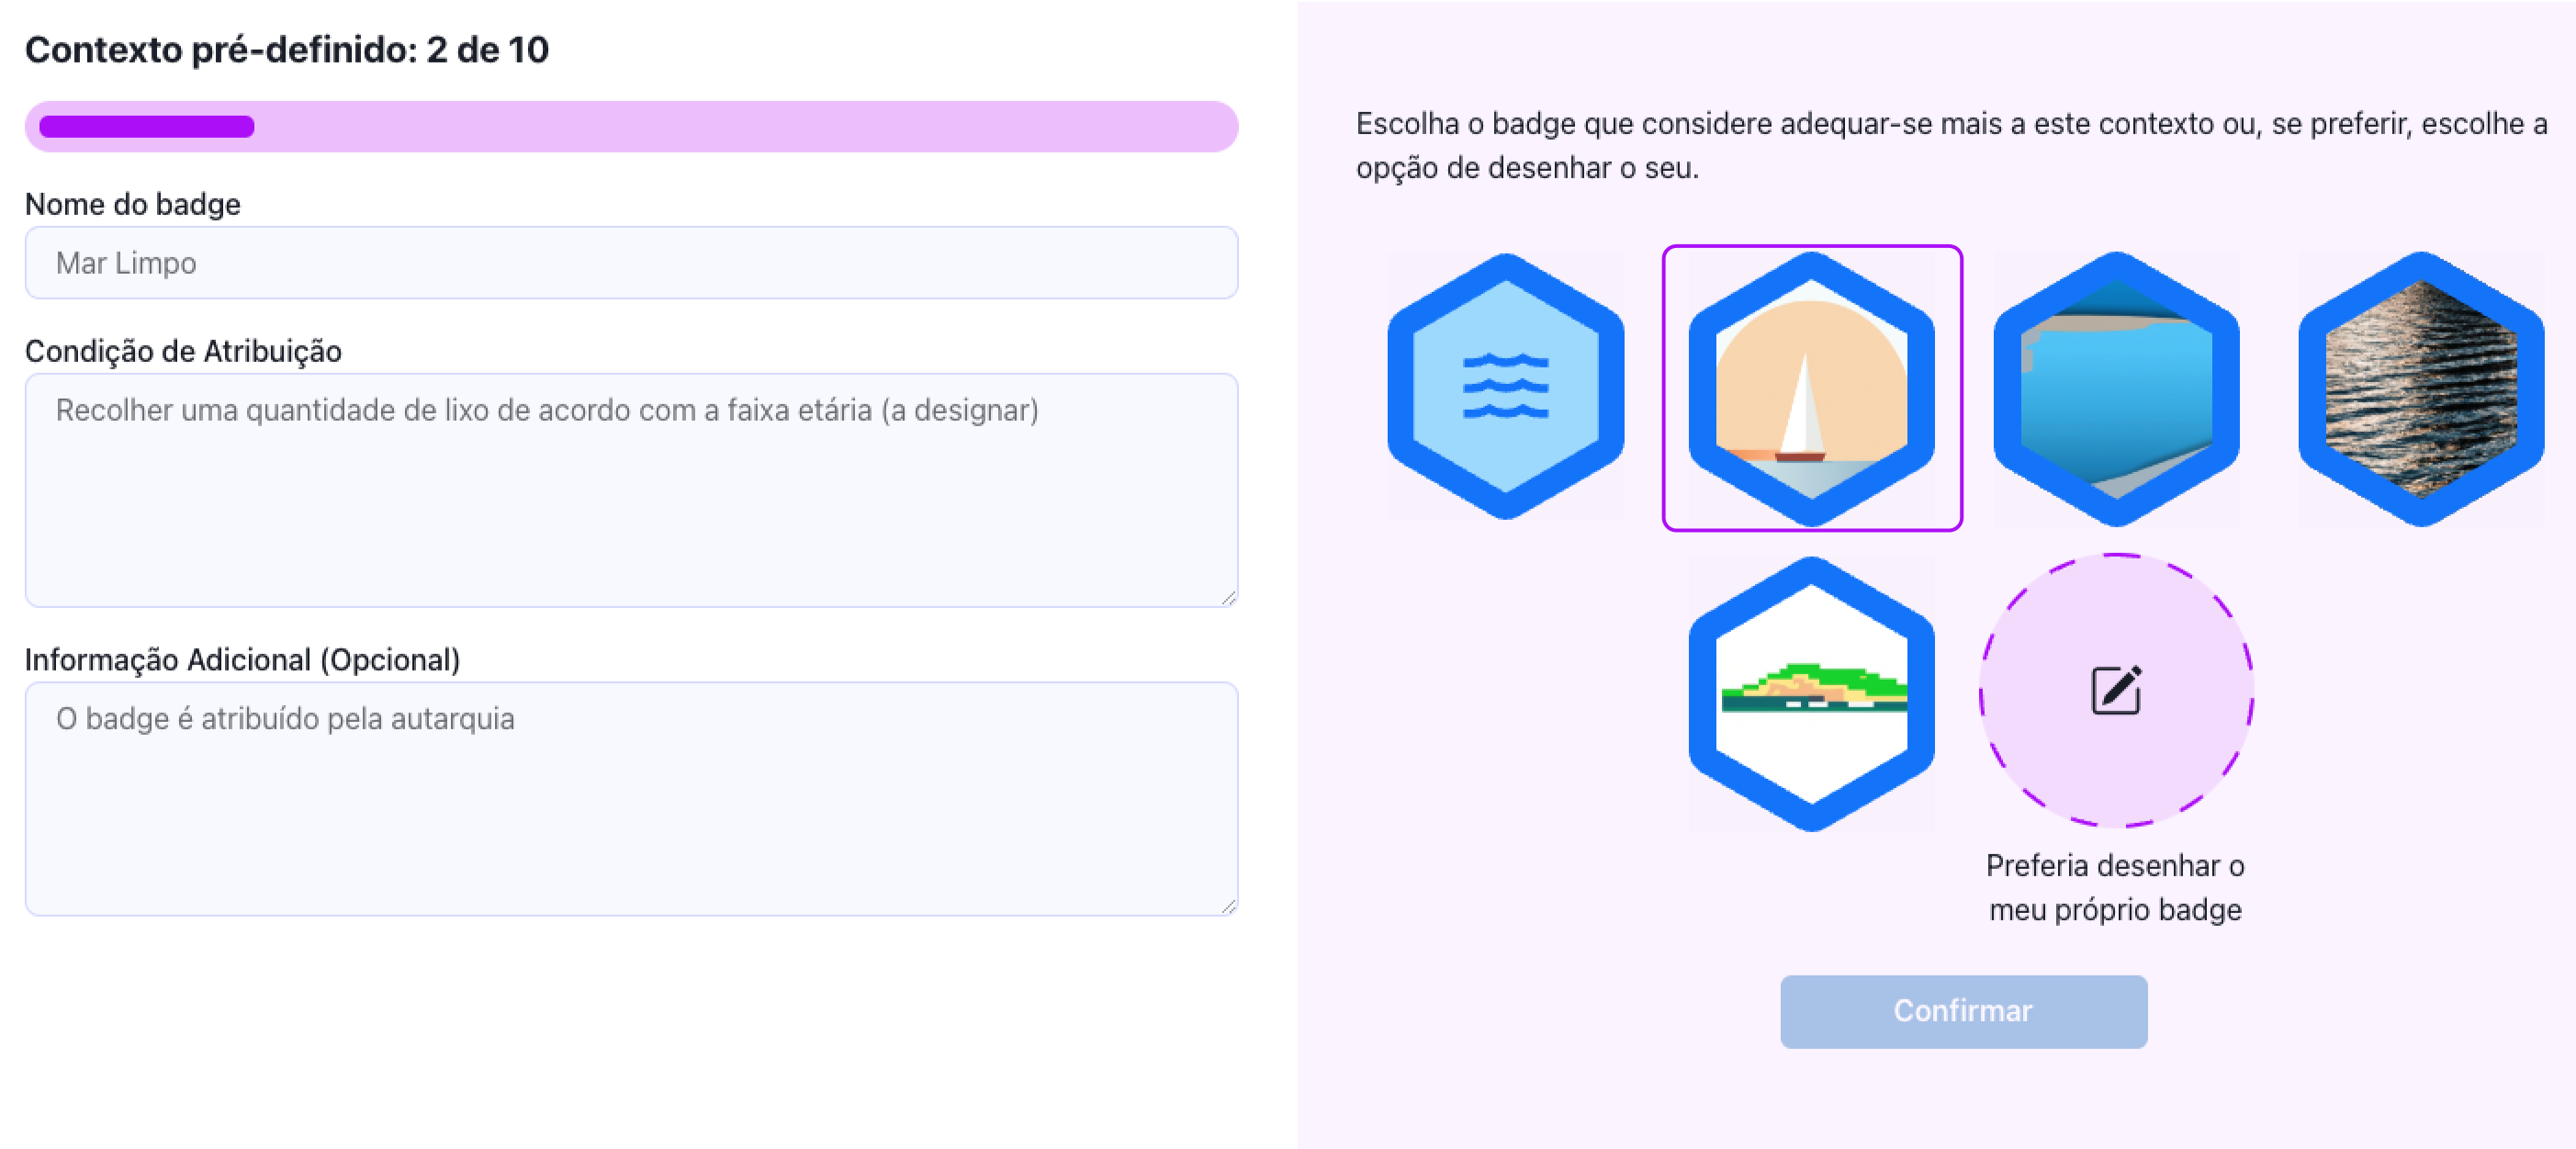 Contexto pré-definido: 2 de 10
Nome do badge
Mar Limpo
Condição de Atribuição
Recolher uma quantidade de lixo de acordo com a faixa etária (a designar)
Informação Adicional (Opcional)
O badge é atribuído pela autarquia
Escolha o badge que considere adequar-se mais a este contexto ou, se preferir, escolhe a
opção de desenhar o seu.
Preferia desenhar o
meu próprio badge
Confirmar